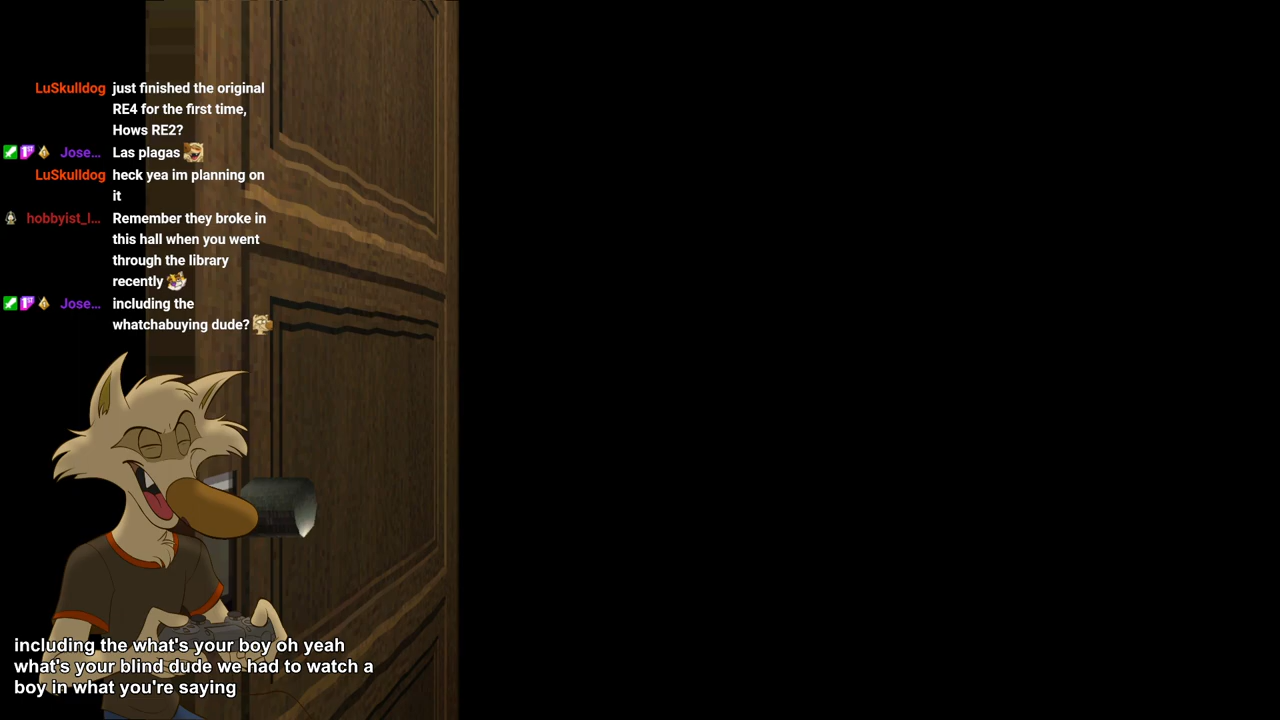 LuSkulldog just finished the original
RE4 for the first time,
Hows RE2?
Jose... Las plagas
LuSkulldog heck yea im planning on
it
hobbyist_l... Remember they broke in
this hall when you went
through the library
recently
Jose... including the
whatchabuying dude?
including the what's your boy oh yeah
what's your blind dude we had to watch a
boy in what you're saying